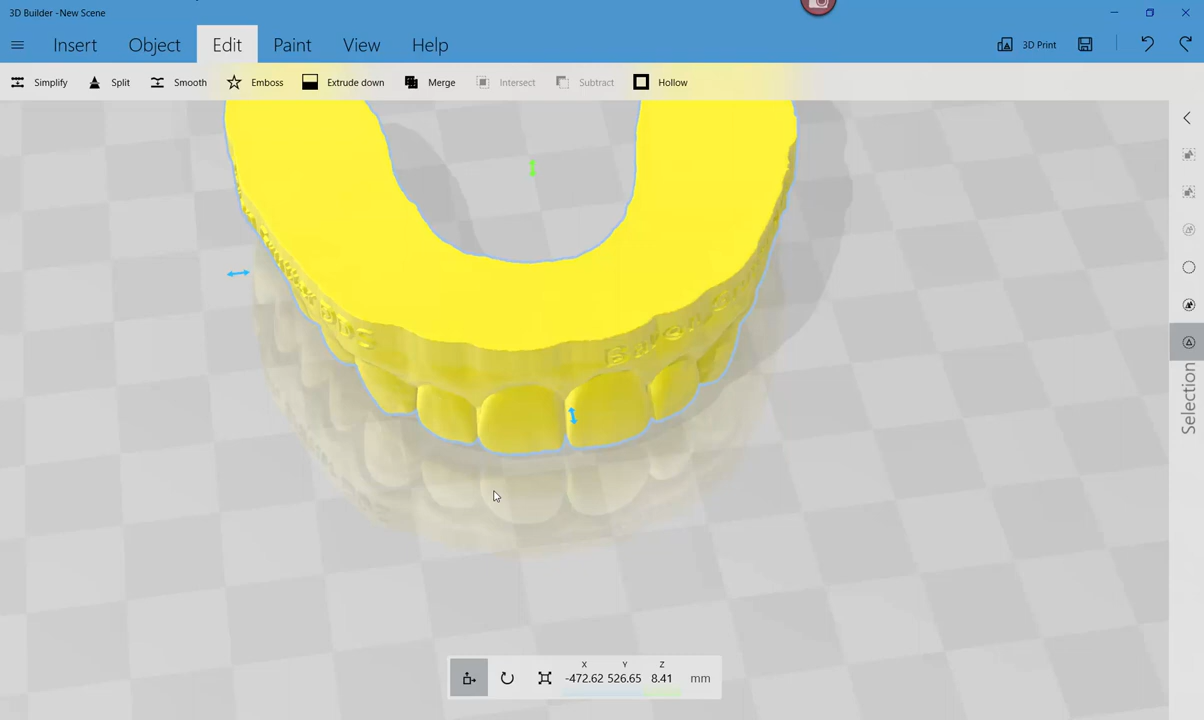 3D Builder -New Scene
Insert Object Edit Paint View Help
3D Print
Simplify Split Smooth Emboss Extrude down Merge Intersect Subtract Hollow
Selection
X Y Z
-472.62 526.65 8.41 mm